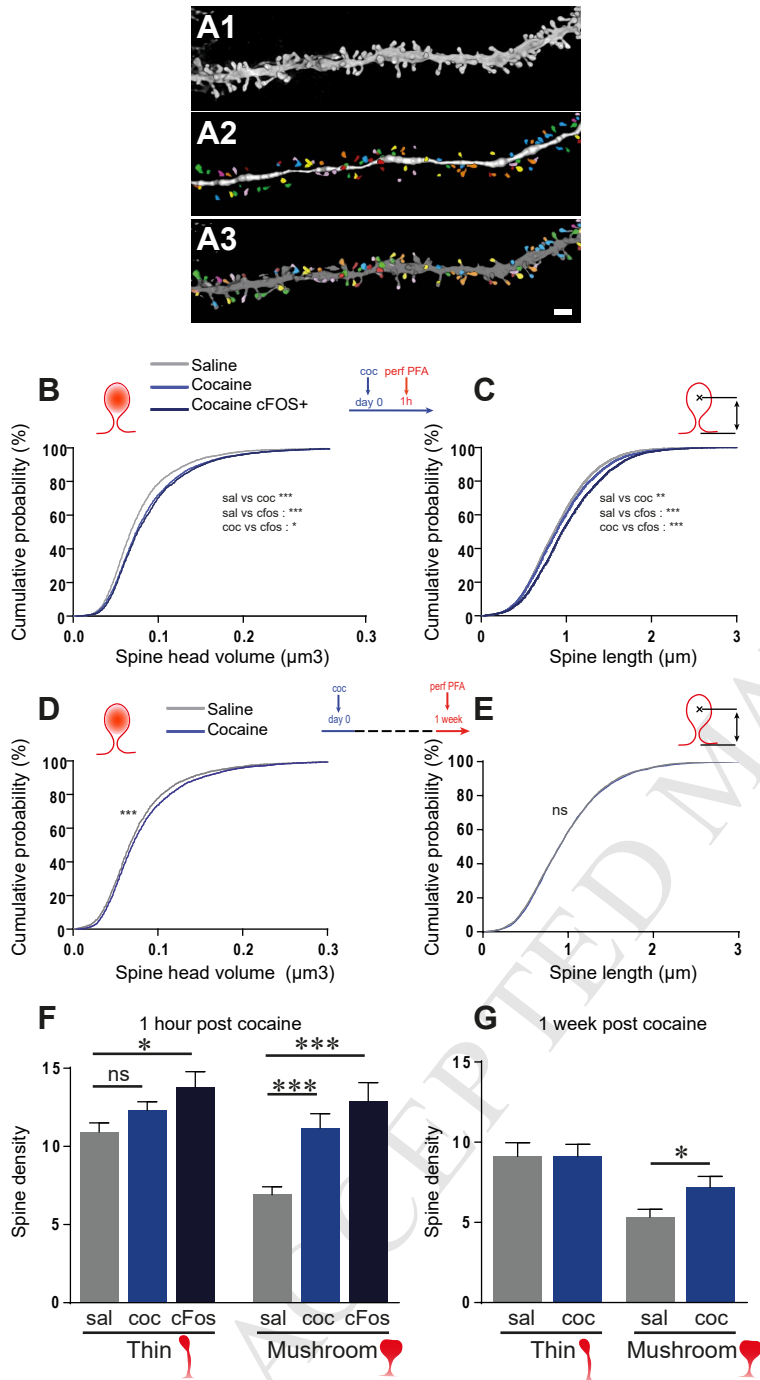 A1
A2
A3
B
Saline
Cocaine
Cocaine cFOS+
coc perf PFA
day 0 1h
C
Cumulative probability (%)
100
80
60
40
20
0
sal vs coc ***
sal vs cfos : ***
coc vs cfos : *
0.0 0.1 0.2 0.3
Spine head volume (µm3)
Cumulative probability (%)
100
80
60
40
20
0
x
sal vs coc **
sal vs cfos : ***
coc vs cfos : ***
0 1 2 3
Spine length (µm)
D
Saline
Cocaine
coc perf PFA
day 0 1 week
E
Cumulative probability (%)
100
80
60
40
20
0
***
0.0 0.1 0.2 0.3
Spine head volume (µm3)
Cumulative probability (%)
100
80
60
40
20
0
x
ns
0 1 2 3
Spine length (µm)
F
1 hour post cocaine
Spine density
15
10
5
0
*
ns
***
***
sal coc cFos sal coc cFos
Thin Mushroom
G
1 week post cocaine
Spine density
15
10
5
0
*
sal coc sal coc
Thin Mushroom
ACCEPTED MA